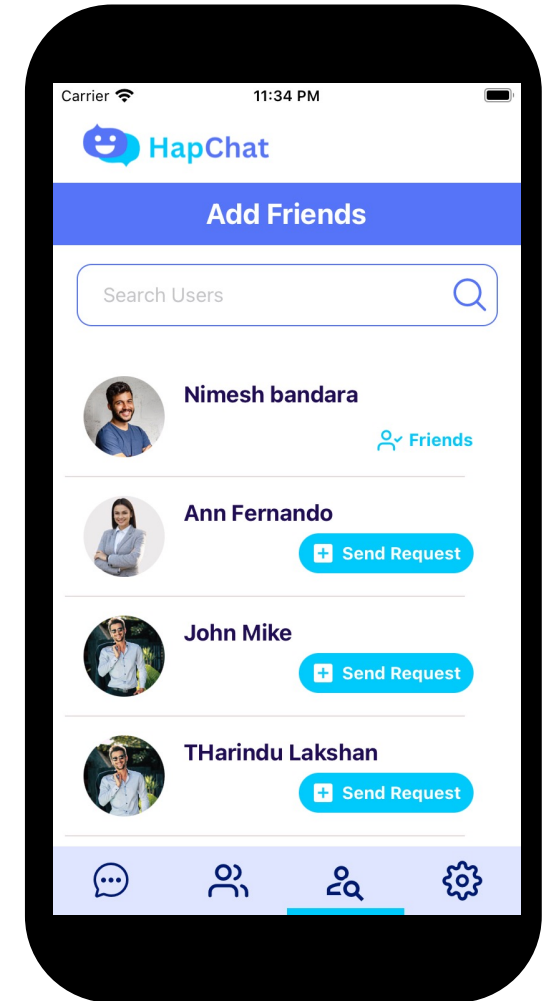 Carrier 11:34 PM
HapChat
Add Friends
Search Users
Nimesh bandara
Friends
Ann Fernando
Send Request
John Mike
Send Request
THarindu Lakshan
Send Request